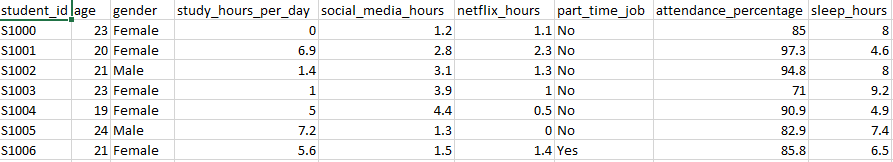 student_id age gender study_hours_per_day social_media_hours netflix_hours part_time_job attendance_percentage sleep_hours
S1000 23 Female 0 1.2 1.1 No 85 8
S1001 20 Female 6.9 2.8 2.3 No 97.3 4.6
S1002 21 Male 1.4 3.1 1.3 No 94.8 8
S1003 23 Female 1 3.9 1 No 71 9.2
S1004 19 Female 5 4.4 0.5 No 90.9 4.9
S1005 24 Male 7.2 1.3 0 No 82.9 7.4
S1006 21 Female 5.6 1.5 1.4 Yes 85.8 6.5